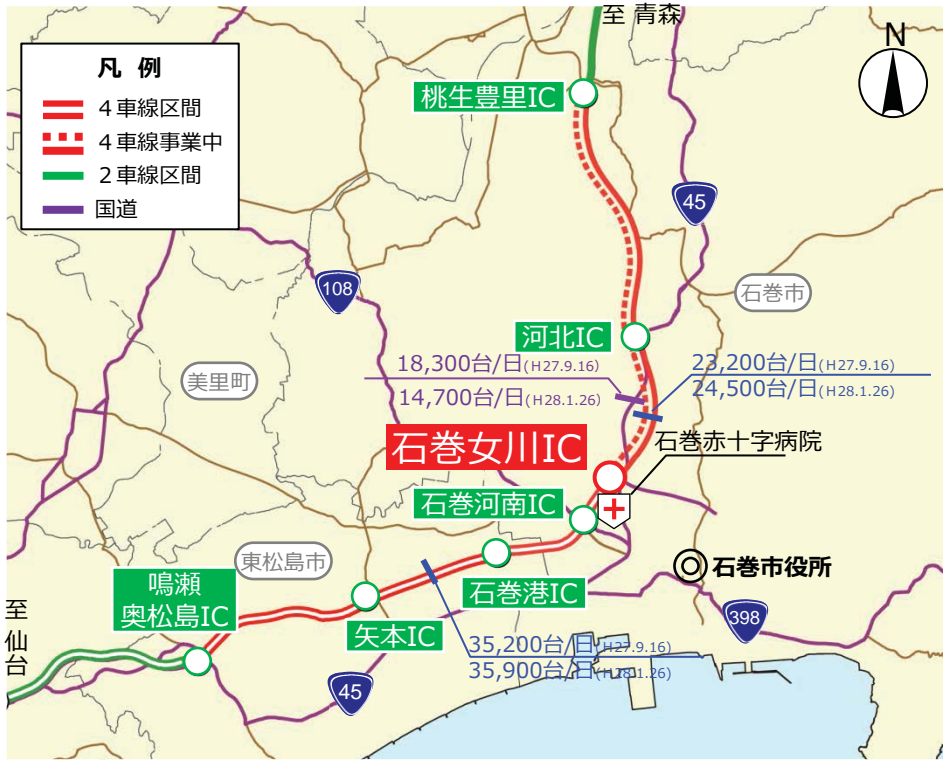 至 青森
N
凡 例
4車線区間
4車線事業中
2車線区間
国道
桃生豊里IC
45
108
石巻市
河北IC
美里町
18,300台/日(H27.9.16)
14,700台/日(H28.1.26)
23,200台/日(H27.9.16)
24,500台/日(H28.1.26)
石巻女川IC
石巻赤十字病院
石巻河南IC
東松島市
石巻市役所
鳴瀬
奥松島IC
石巻港IC
至
仙
台
矢本IC
398
35,200台/日(H27.9.16)
35,900台/日(H28.1.26)
45